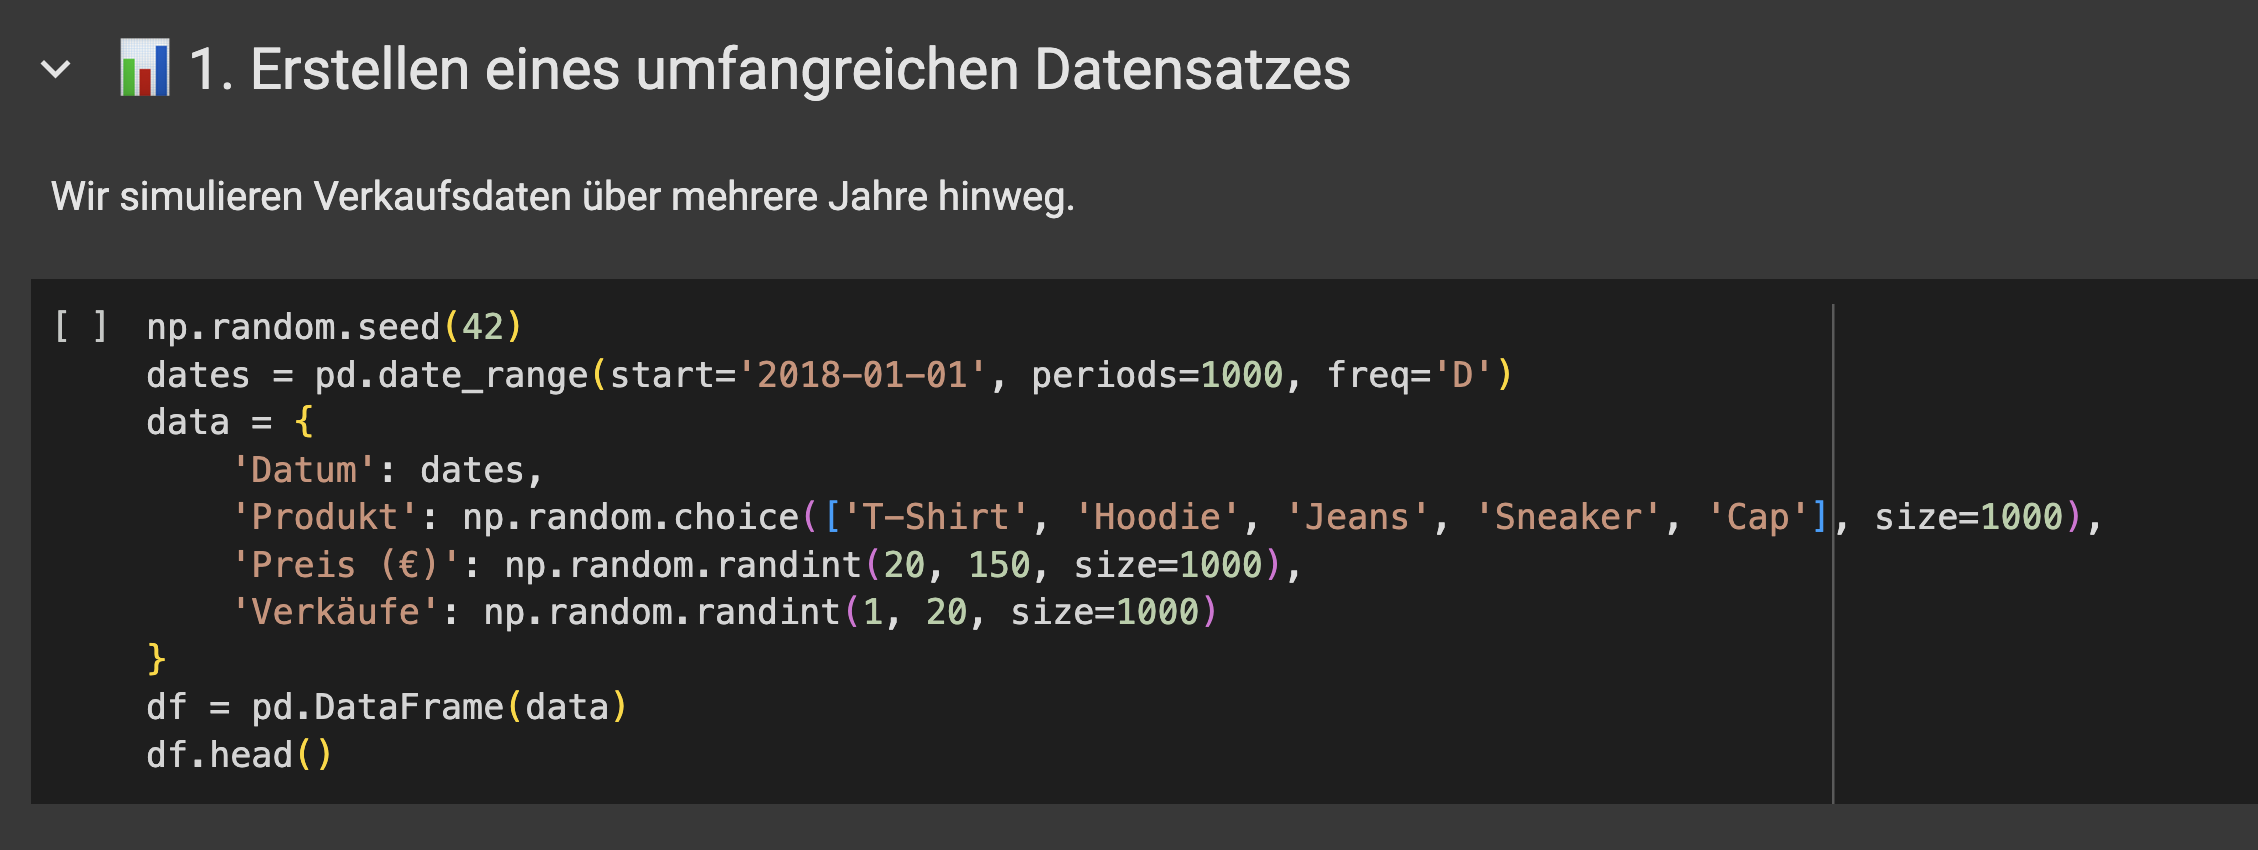 📊 1. Erstellen eines umfangreichen Datensatzes
Wir simulieren Verkaufsdaten über mehrere Jahre hinweg.
[ ] np.random.seed(42)
dates = pd.date_range(start='2018-01-01', periods=1000, freq='D')
data = {
    'Datum': dates,
    'Produkt': np.random.choice(['T-Shirt', 'Hoodie', 'Jeans', 'Sneaker', 'Cap'], size=1000),
    'Preis (€)': np.random.randint(20, 150, size=1000),
    'Verkäufe': np.random.randint(1, 20, size=1000)
}
df = pd.DataFrame(data)
df.head()